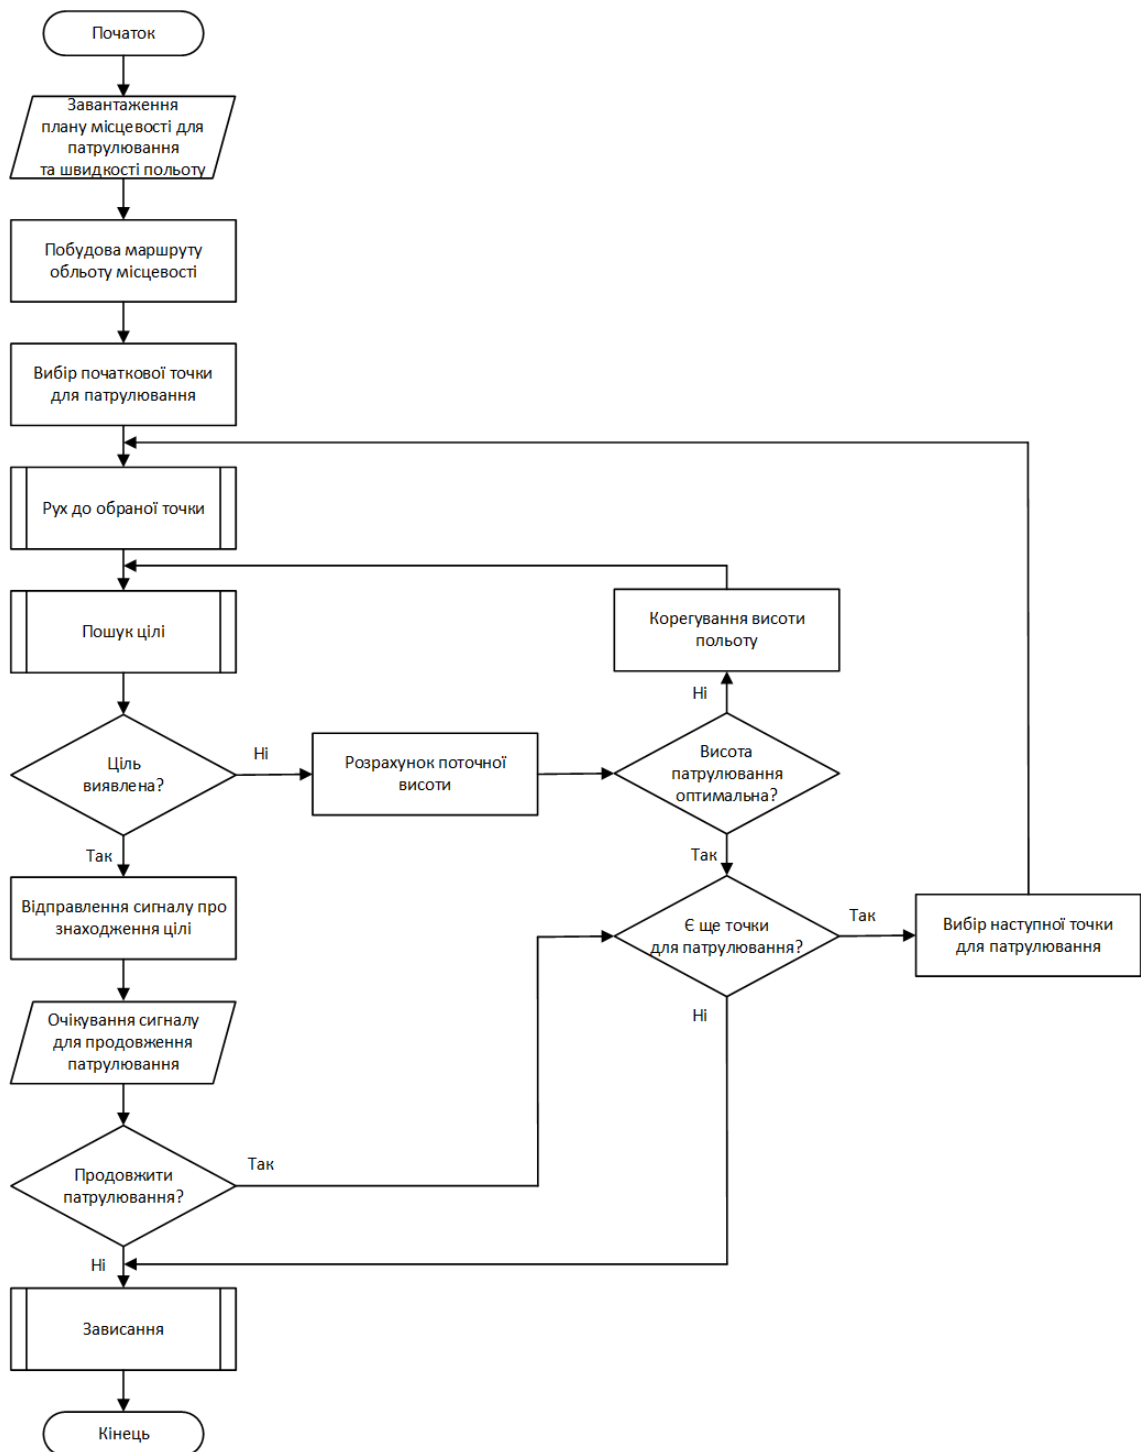 Початок
Завантаження
плану місцевості для
патрулювання
та швидкості польоту
Побудова маршруту
обльоту місцевості
Вибір початкової точки
для патрулювання
Рух до обраної точки
Пошук цілі
Корегування висоти
польоту
Ні
Ціль
виявлена?
Ні
Розрахунок поточної
висоти
Висота
патрулювання
оптимальна?
Так
Так
Відправлення сигналу про
знаходження цілі
Є ще точки
для патрулювання?
Так
Вибір наступної точки
для патрулювання
Ні
Очікування сигналу
для продовження
патрулювання
Продовжити
патрулювання?
Так
Ні
Зависання
Кінець